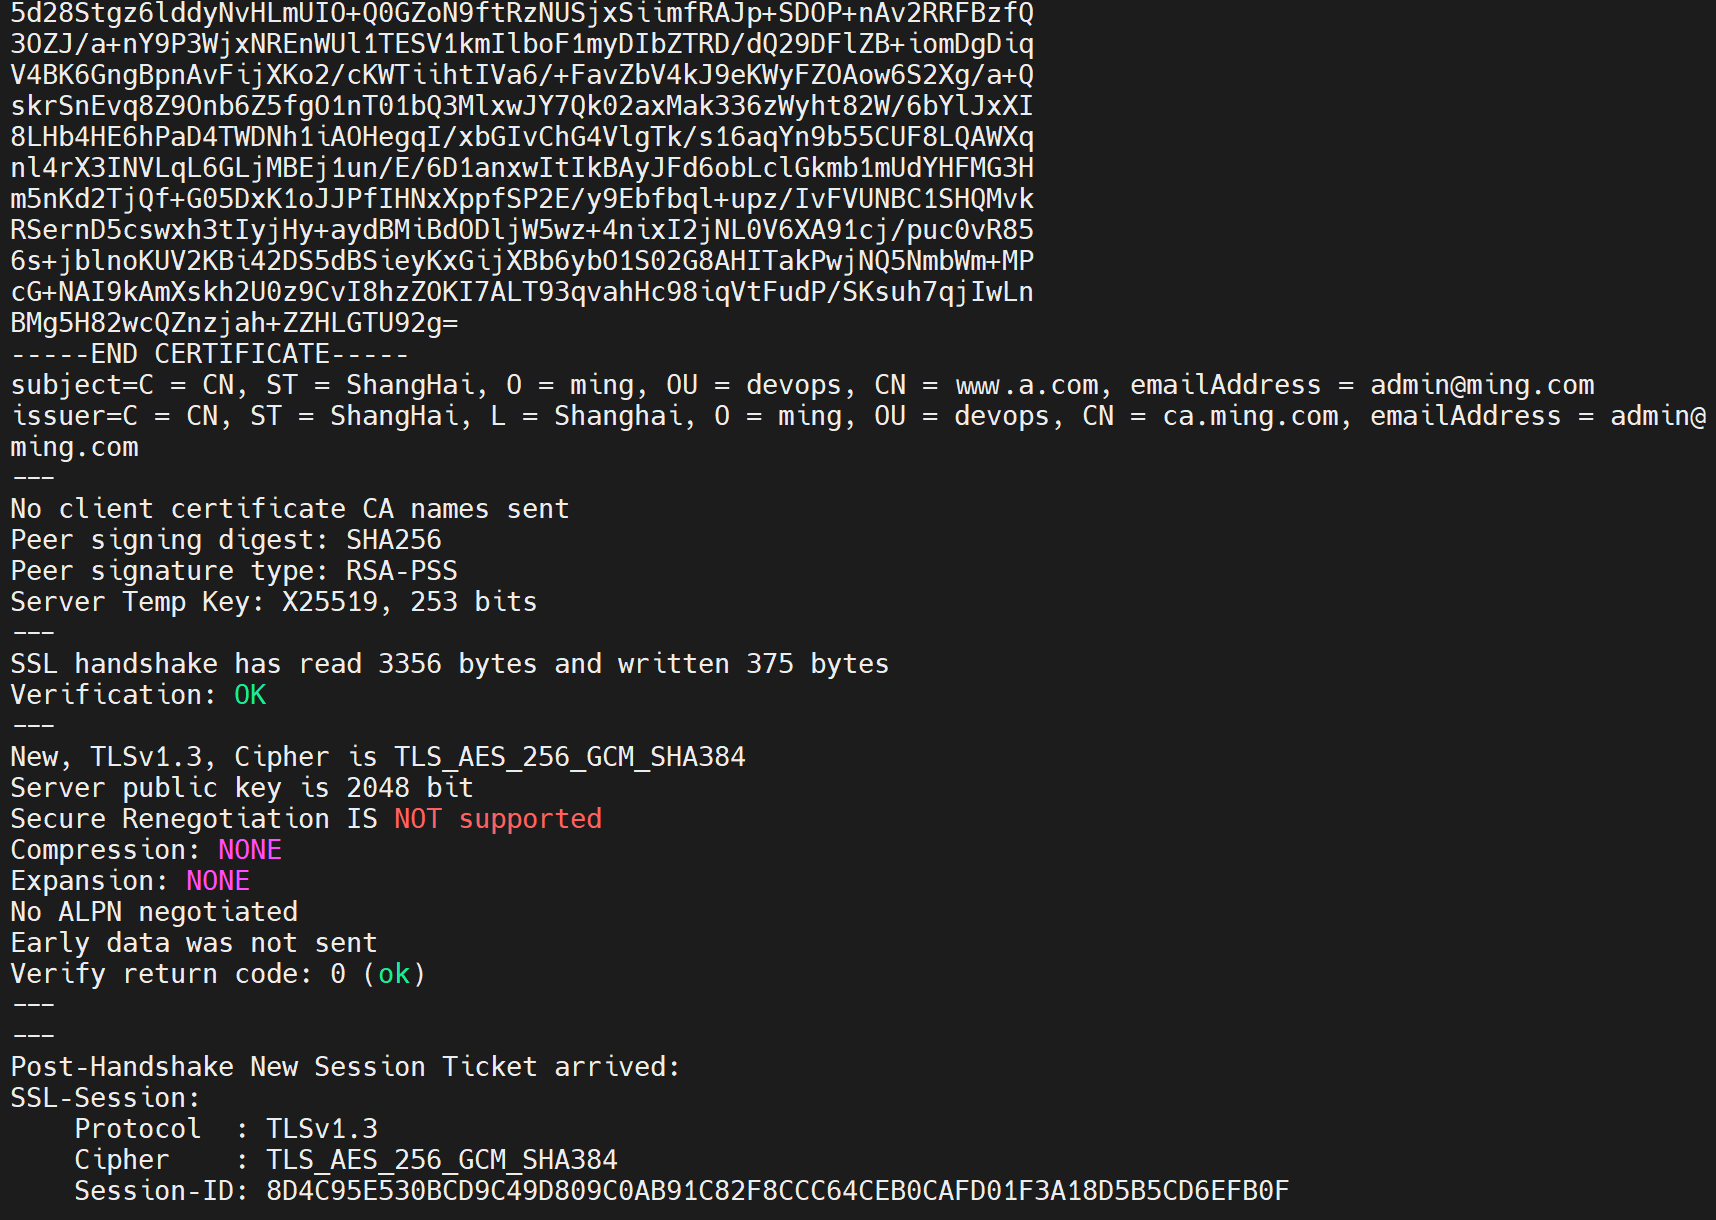 5d28Stgz6lddyNvHLmUIO+Q0GZoN9ftRzNUSjxSiimfRAJp+SDOP+nAv2RRFBzfQ
3OZJ/a+nY9P3WjxNREnWUl1TESV1kmIlboF1myDIbZTRD/dQ29DFlZB+iomDgDiq
V4BK6GngBpnAvFijXKo2/cKWTiihtIVa6/+FavZbV4kJ9eKWyFZOAow6S2Xg/a+Q
skrSnEvq8Z9Onb6Z5fgO1nT01bQ3MlxwJY7Qk02axMak336zWyht82W/6bYlJxXI
8LHb4HE6hPaD4TWDNh1iAOHegqI/xbGIvChG4VlgTk/s16aqYn9b55CUF8LQAWXq
nl4rX3INVLqL6GLjMBEj1un/E/6D1anxwItIkBAyJFd6obLclGkmb1mUdYHFMG3H
m5nKd2TjQf+G05DxK1oJJPfIHNxXppfSP2E/y9Ebfbql+upz/IvFVUNBC1SHQMvk
RSernD5cswxh3tIyjHy+aydBMiBdODljW5wz+4nixI2jNL0V6XA91cj/puc0vR85
6s+jblnoKUV2KBi42DS5dBSieyKxGijXBb6ybO1S02G8AHITakPwjNQ5NmbWm+MP
cG+NAI9kAmXskh2U0z9CvI8hzZOKI7ALT93qvahHc98iqVtFudP/SKsuh7qjIwLn
BMg5H82wcQZnzjah+ZZHLGTU92g=
-----END CERTIFICATE-----
subject=C = CN, ST = ShangHai, O = ming, OU = devops, CN = www.a.com, emailAddress = admin@ming.com
issuer=C = CN, ST = ShangHai, L = Shanghai, O = ming, OU = devops, CN = ca.ming.com, emailAddress = admin@
ming.com
---
No client certificate CA names sent
Peer signing digest: SHA256
Peer signature type: RSA-PSS
Server Temp Key: X25519, 253 bits
---
SSL handshake has read 3356 bytes and written 375 bytes
Verification: OK
---
New, TLSv1.3, Cipher is TLS_AES_256_GCM_SHA384
Server public key is 2048 bit
Secure Renegotiation IS NOT supported
Compression: NONE
Expansion: NONE
No ALPN negotiated
Early data was not sent
Verify return code: 0 (ok)
---
---
Post-Handshake New Session Ticket arrived:
SSL-Session:
    Protocol  : TLSv1.3
    Cipher    : TLS_AES_256_GCM_SHA384
    Session-ID: 8D4C95E530BCD9C49D809C0AB91C82F8CCC64CEB0CAFD01F3A18D5B5CD6EFB0F